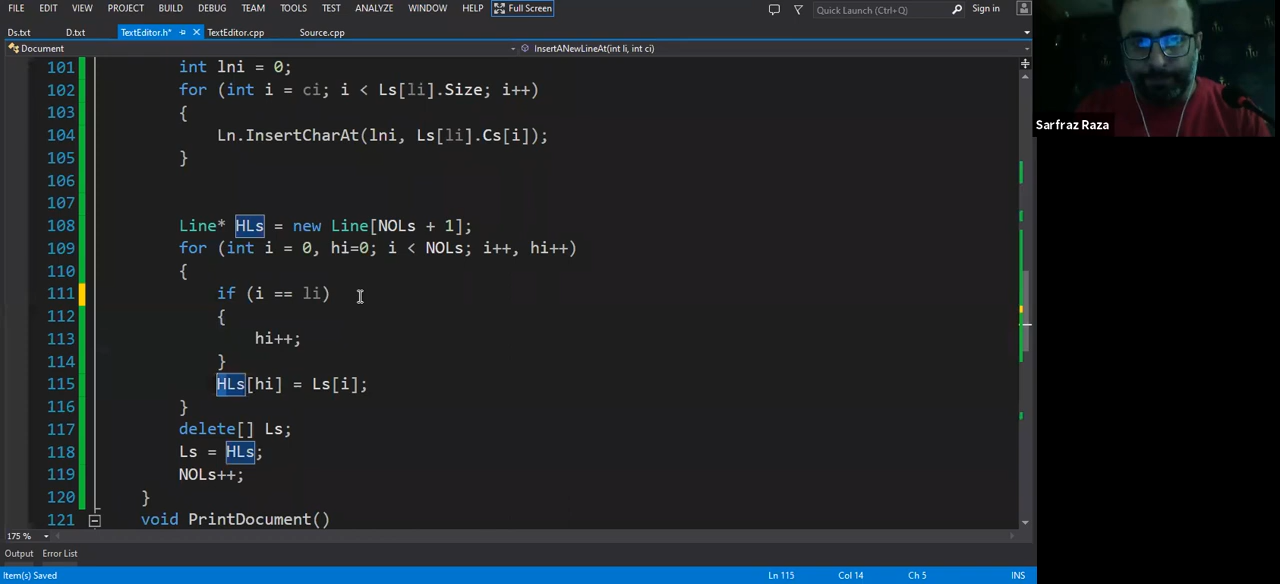 FILE EDIT VIEW PROJECT BUILD DEBUG TEAM TOOLS TEST ANALYZE WINDOW HELP Full Screen Quick Launch (Ctrl+Q) Sign in
Ds.txt D.txt TextEditor.h* TextEditor.cpp Source.cpp
Document InsertANewLineAt(int li, int ci)
101 int lni = 0;
102 for (int i = ci; i < Ls[li].Size; i++)
103 {
104 Ln.InsertCharAt(lni, Ls[li].Cs[i]);
105 }
106
107
108 Line* HLs = new Line[NOLs + 1];
109 for (int i = 0, hi=0; i < NOLs; i++, hi++)
110 {
111 if (i == li)
112 {
113 hi++;
114 }
115 HLs[hi] = Ls[i];
116 }
117 delete[] Ls;
118 Ls = HLs;
119 NOLs++;
120 }
121 void PrintDocument()
175 %
Output Error List
Item(s) Saved Ln 115 Col 14 Ch 5 INS
Sarfraz Raza